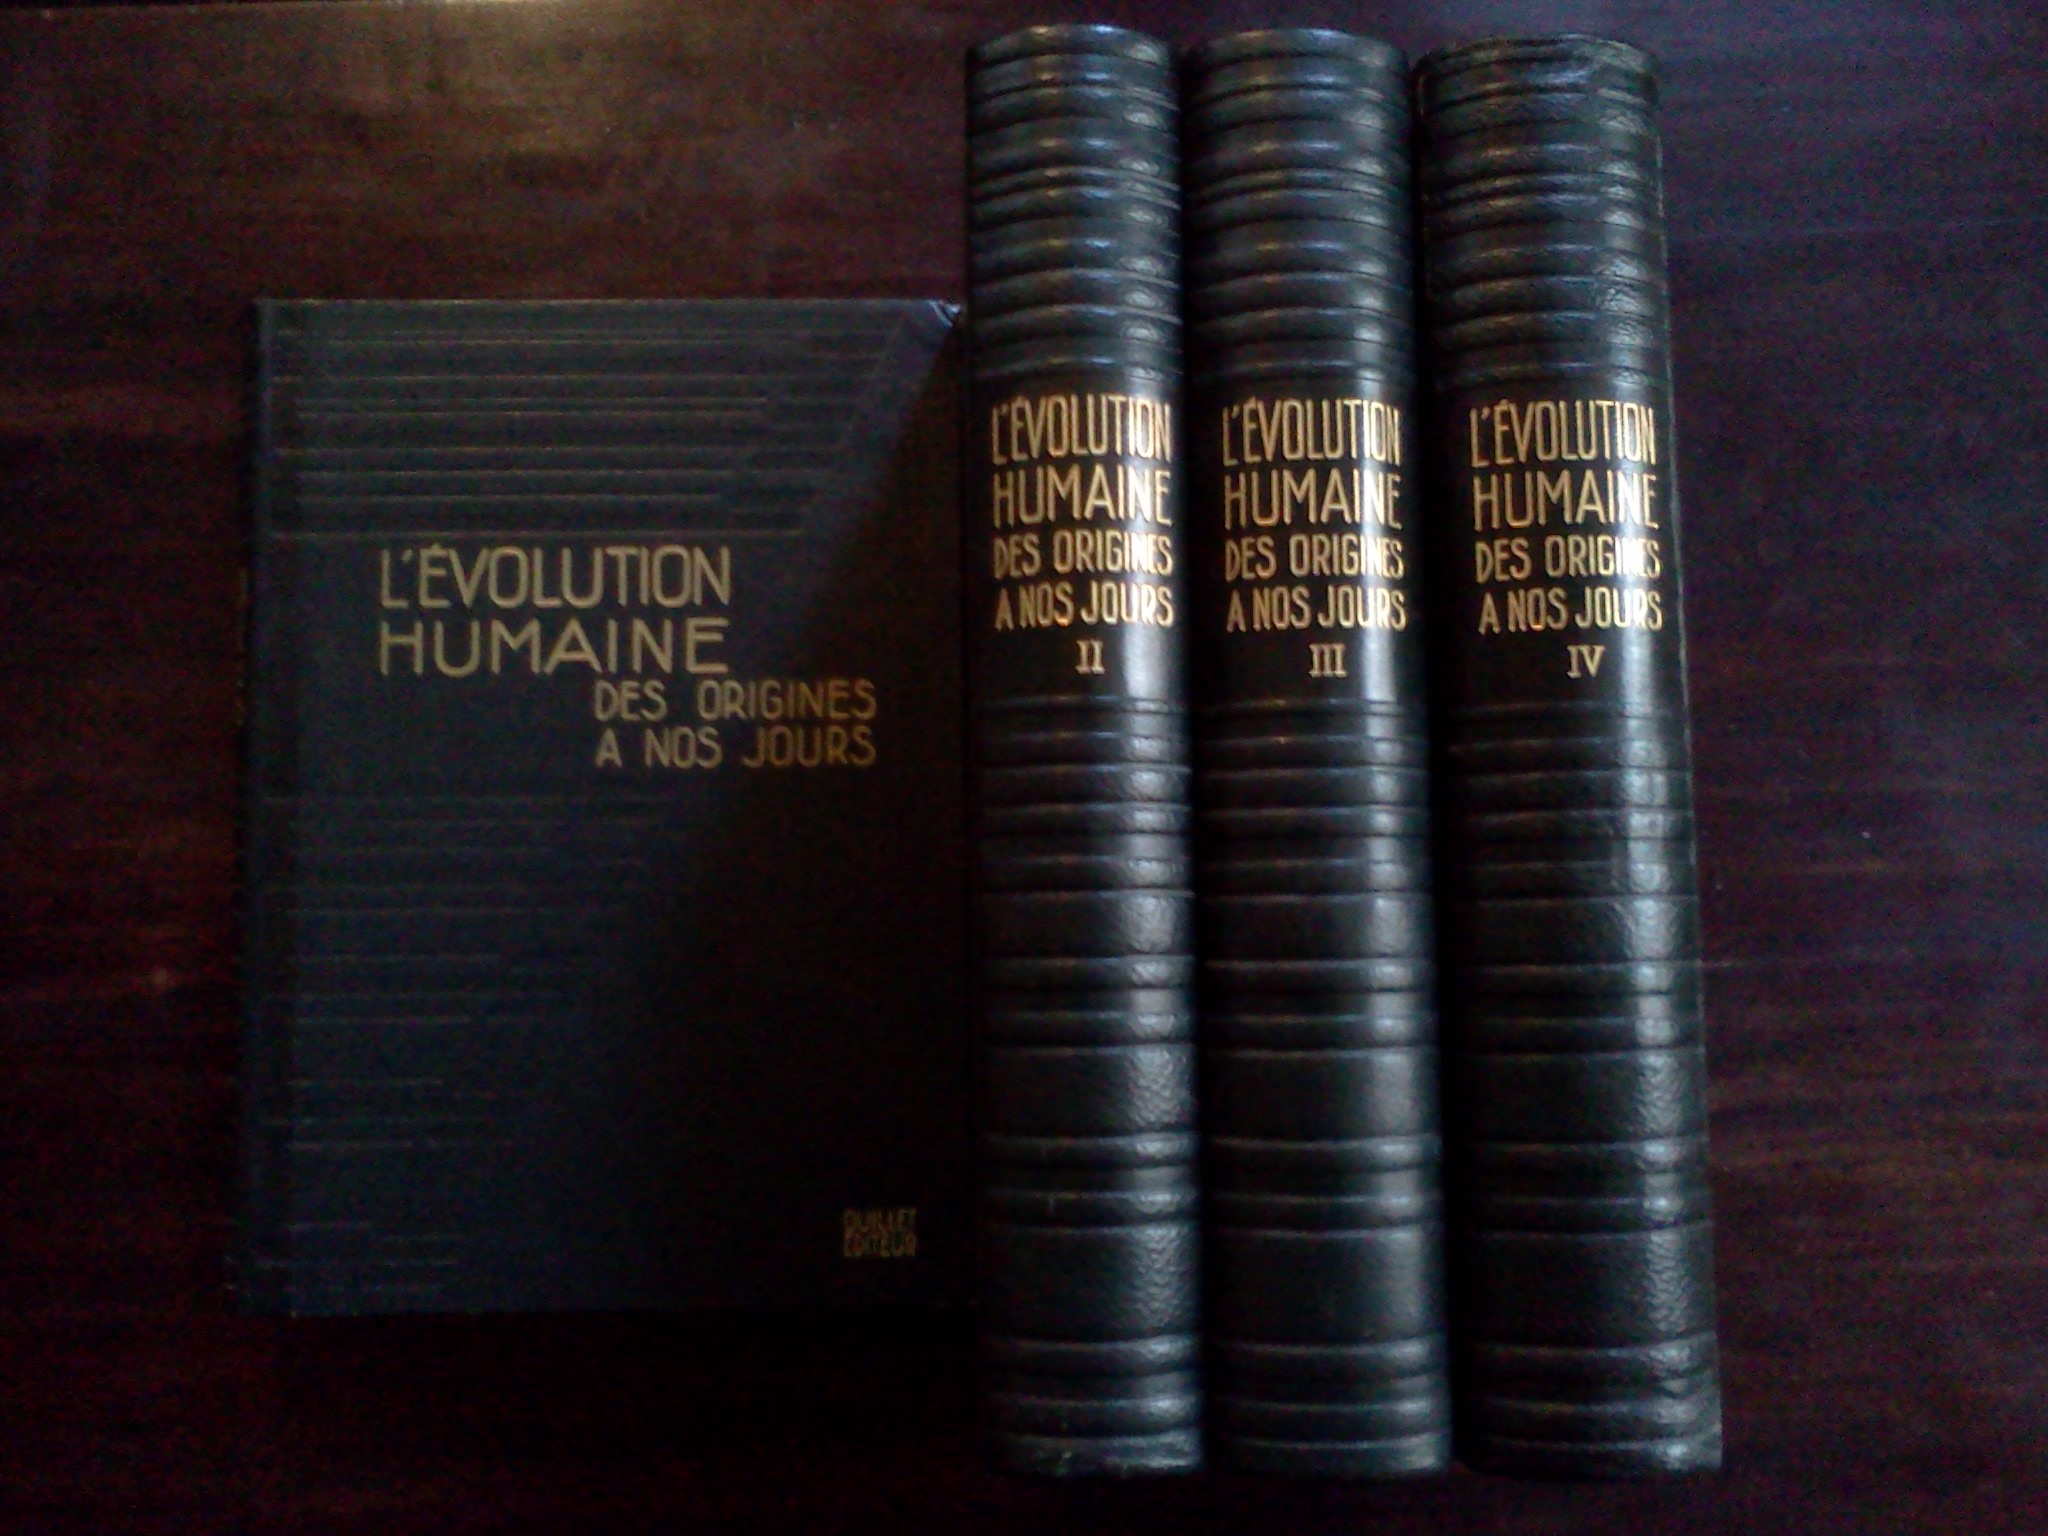 L'ÉVOLUTION
HUMAINE
DES ORIGINES
A NOS JOURS
QUILLET
EDITEUR
L'ÉVOLUTION
HUMAINE
DES ORIGINES
A NOS JOURS
II
L'ÉVOLUTION
HUMAINE
DES ORIGINES
A NOS JOURS
III
L'ÉVOLUTION
HUMAINE
DES ORIGINES
A NOS JOURS
IV